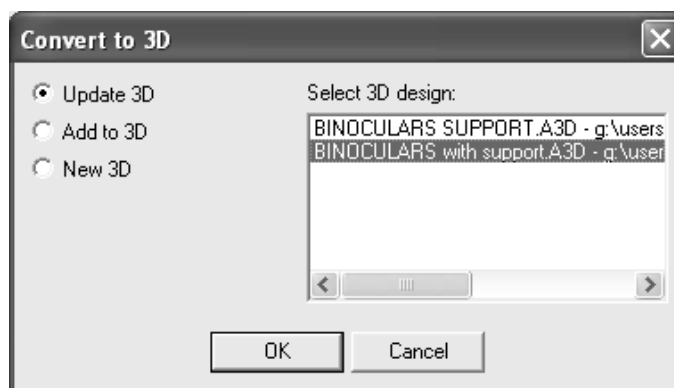 Convert to 3D
Update 3D
Add to 3D
New 3D
Select 3D design:
BINOCULARS SUPPORT.A3D - g:\users
BINOCULARS with support.A3D - g:\user
OK
Cancel